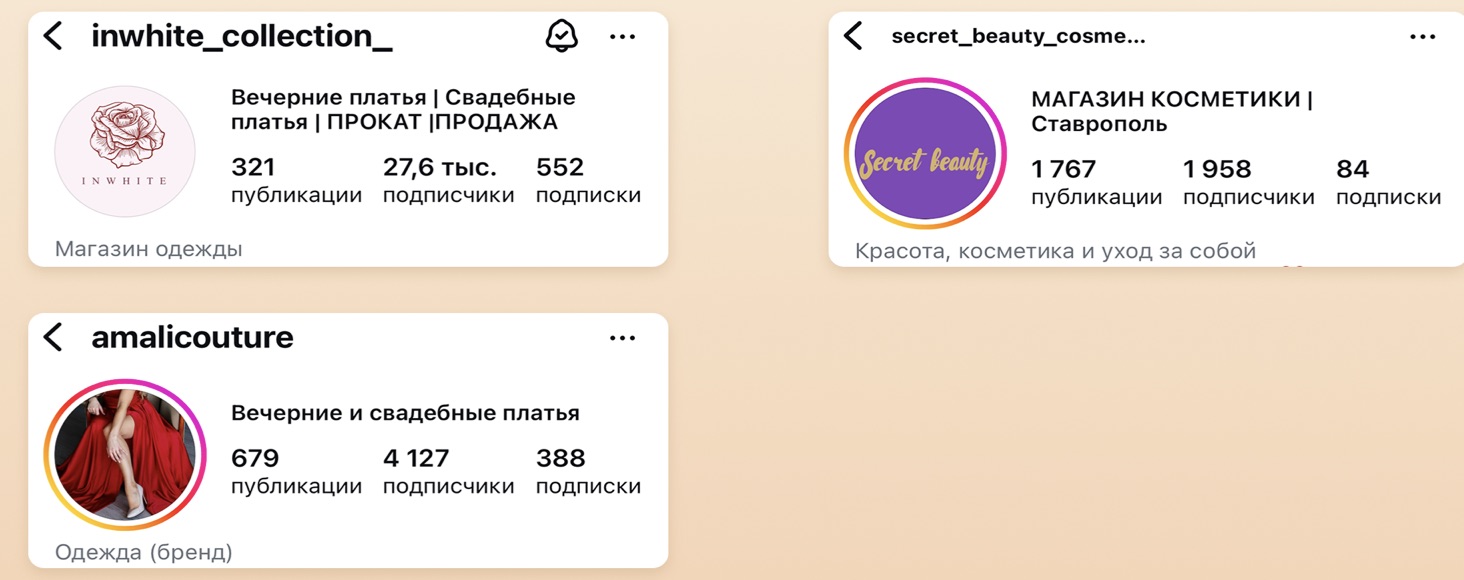 inwhite_collection_
Вечерние платья | Свадебные
платья | ПРОКАТ |ПРОДАЖА
INWHITE
321 27,6 тыс. 552
публикации подписчики подписки
Магазин одежды
secret_beauty_cosme...
МАГАЗИН КОСМЕТИКИ |
Ставрополь
Secret beauty
1 767 1 958 84
публикации подписчики подписки
Красота, косметика и уход за собой
amalicouture
Вечерние и свадебные платья
679 4 127 388
публикации подписчики подписки
Одежда (бренд)